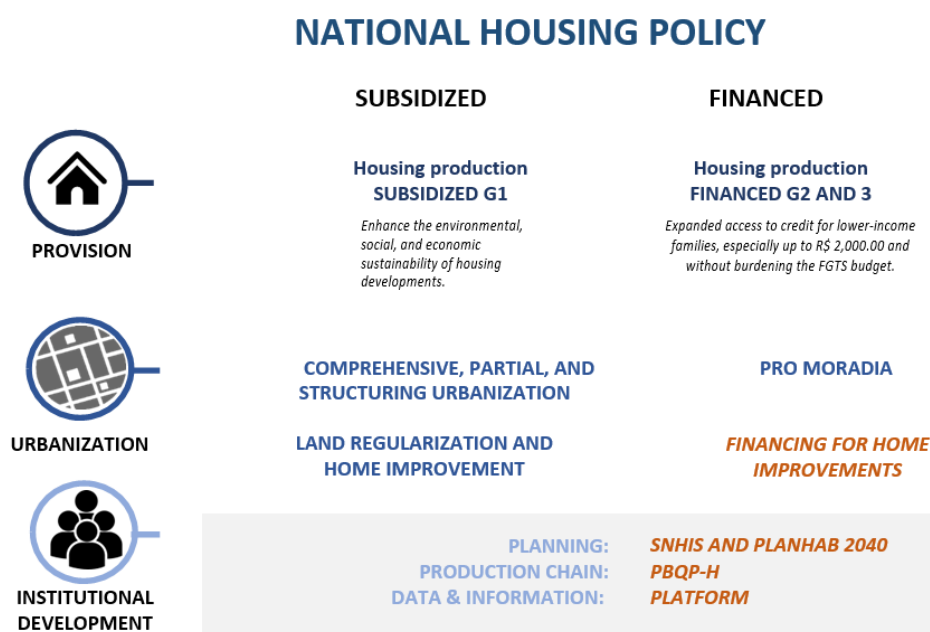 NATIONAL HOUSING POLICY
SUBSIDIZED
FINANCED
PROVISION
Housing production
SUBSIDIZED G1
Enhance the environmental,
social, and economic
sustainability of housing
developments.
Housing production
FINANCED G2 AND 3
Expanded access to credit for lower-income
families, especially up to R$ 2,000.00 and
without burdening the FGTS budget.
URBANIZATION
COMPREHENSIVE, PARTIAL, AND
STRUCTURING URBANIZATION
PRO MORADIA
LAND REGULARIZATION AND
HOME IMPROVEMENT
FINANCING FOR HOME
IMPROVEMENTS
INSTITUTIONAL
DEVELOPMENT
PLANNING: SNHIS AND PLANHAB 2040
PRODUCTION CHAIN: PBQP-H
DATA & INFORMATION: PLATFORM